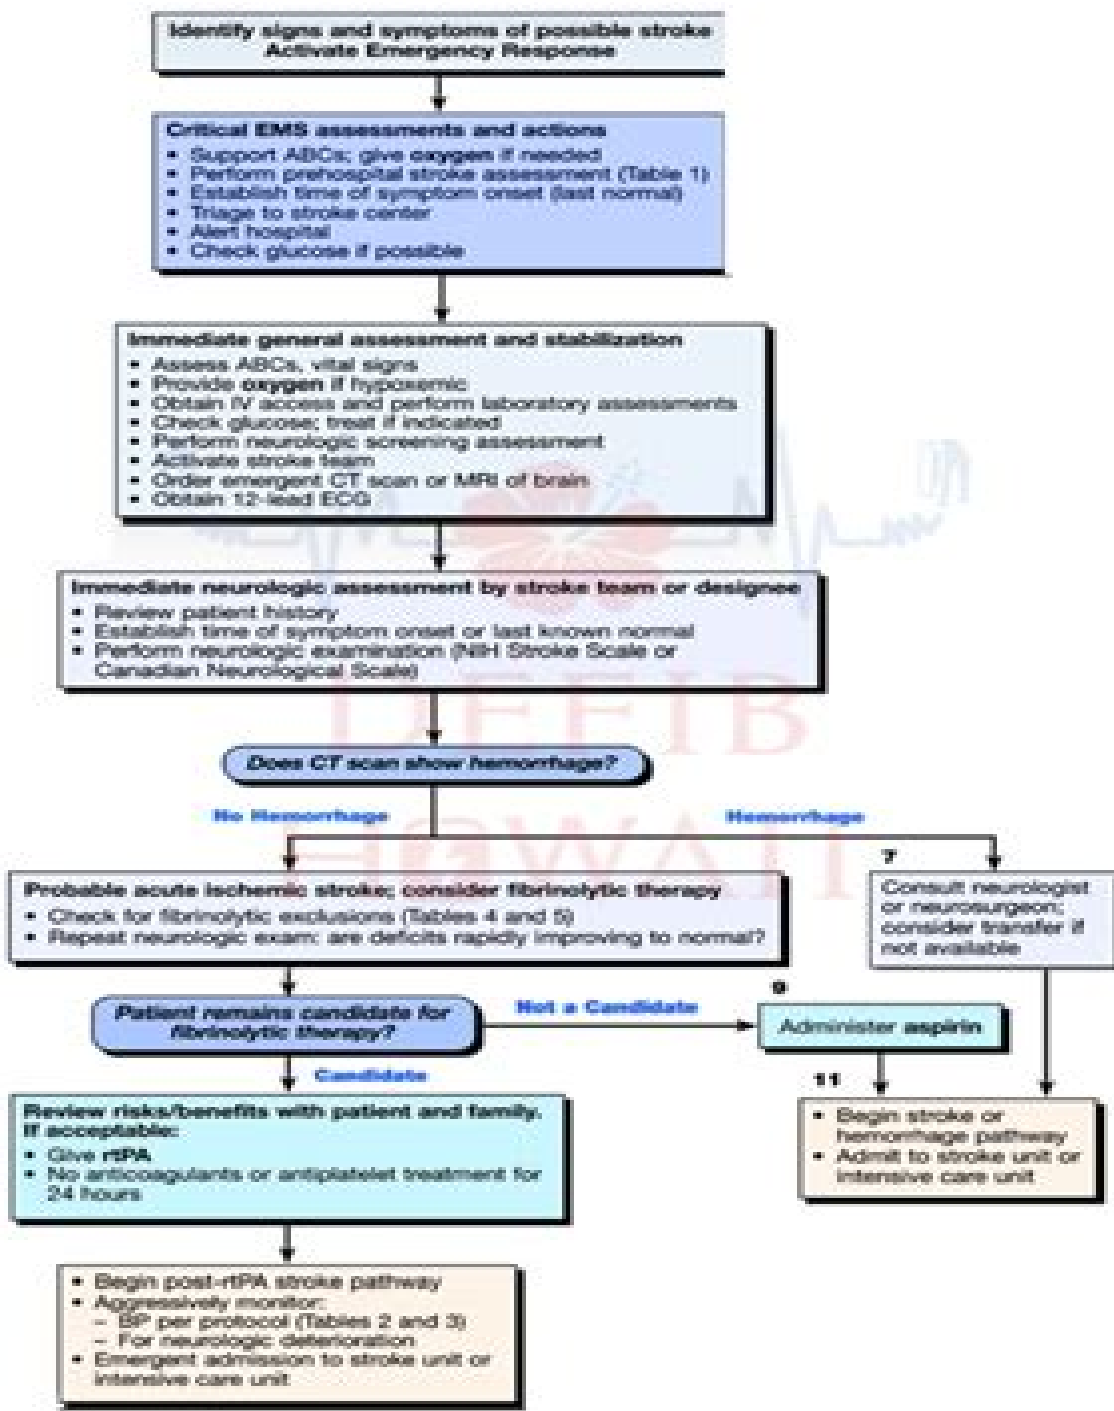 Identify signs and symptoms of possible stroke
Activate Emergency Response
Critical EMS assessments and actions
• Support ABCs; give oxygen if needed
• Perform prehospital stroke assessment (Table 1)
• Establish time of symptom onset (last normal)
• Triage to stroke center
• Alert hospital
• Check glucose if possible
Immediate general assessment and stabilization
• Assess ABCs, vital signs
• Provide oxygen if hypoxemic
• Obtain IV access and perform laboratory assessments
• Check glucose; treat if indicated
• Perform neurologic screening assessment
• Activate stroke team
• Order emergent CT scan or MRI of brain
• Obtain 12-lead ECG
Immediate neurologic assessment by stroke team or designee
• Review patient history
• Establish time of symptom onset or last known normal
• Perform neurologic examination (NIH Stroke Scale or
Canadian Neurological Scale)
DEFIB
Does CT scan show hemorrhage?
No Hemorrhage
Hemorrhage
HAWAII
Probable acute ischemic stroke; consider fibrinolytic therapy
• Check for fibrinolytic exclusions (Tables 4 and 5)
• Repeat neurologic exam: are deficits rapidly improving to normal?
7
Consult neurologist
or neurosurgeon;
consider transfer if
not available
Patient remains candidate for
fibrinolytic therapy?
Not a Candidate
9
Administer aspirin
Candidate
Review risks/benefits with patient and family.
If acceptable:
• Give rtPA
• No anticoagulants or antiplatelet treatment for
24 hours
11
• Begin stroke or
hemorrhage pathway
• Admit to stroke unit or
intensive care unit
• Begin post-rtPA stroke pathway
• Aggressively monitor:
– BP per protocol (Tables 2 and 3)
– For neurologic deterioration
• Emergent admission to stroke unit or
intensive care unit